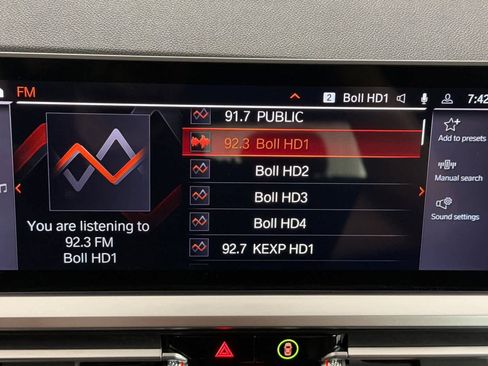 FM
2 Boll HD1 7:42
91.7 PUBLIC
92.3 Boll HD1
Boll HD2
Boll HD3
Boll HD4
92.7 KEXP HD1
You are listening to
92.3 FM
Boll HD1
Add to presets
Manual search
Sound settings